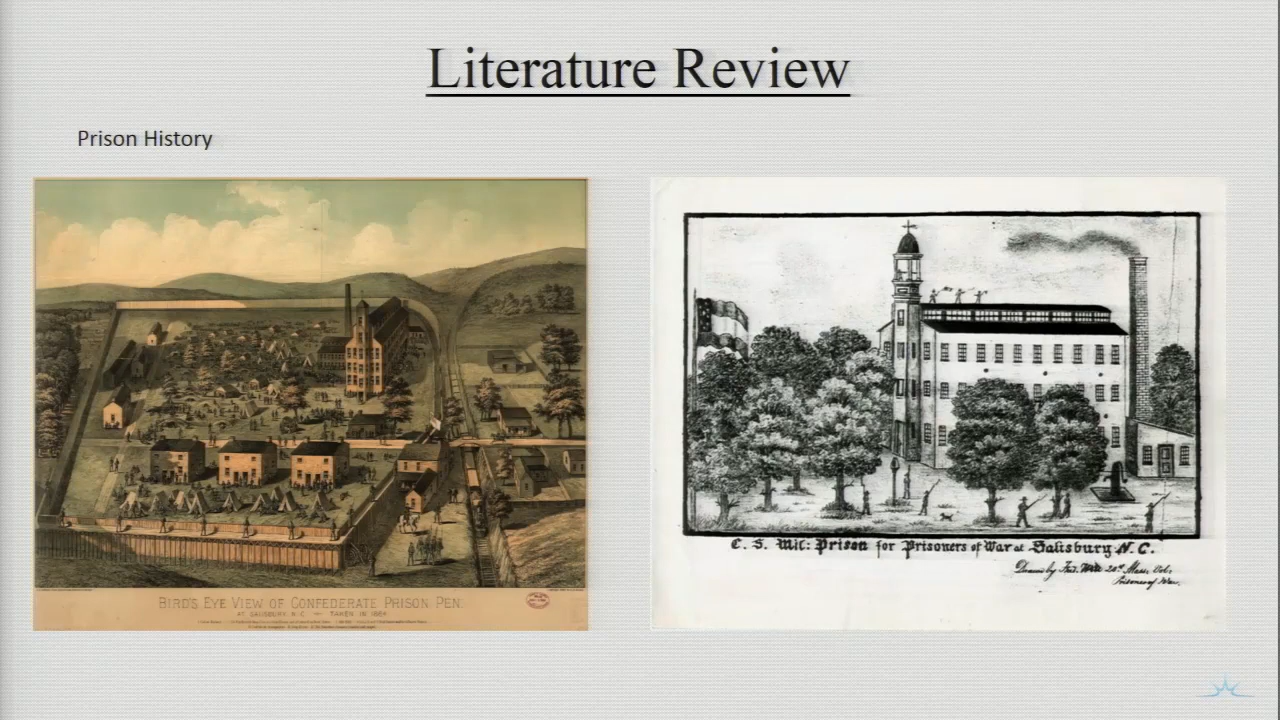 Literature Review
Prison History
BIRD'S EYE VIEW OF CONFEDERATE PRISON PEN
AT SALISBURY, N.C. TAKEN IN 1864
C. S. Mil: Prison for Prisoners of War at Salisbury N. C.
Drawn by 20th Mass. Vols.
Prisoner of War.